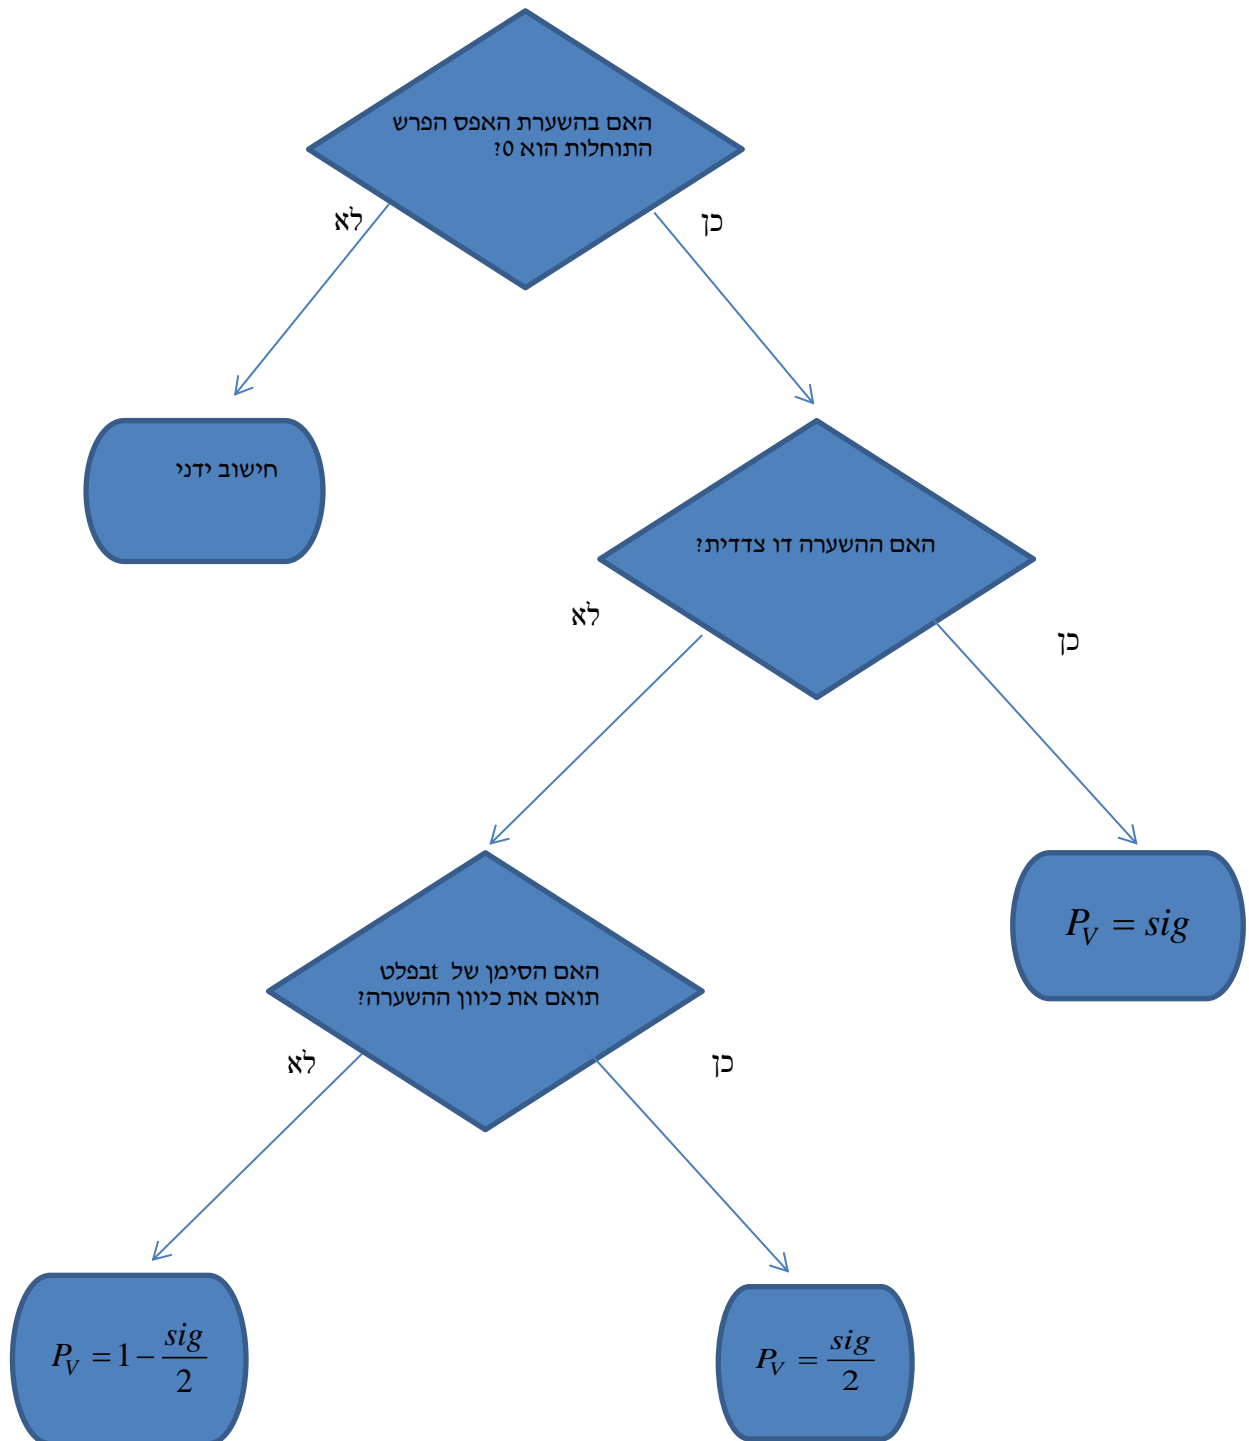 האם בהשערת האפס הפרש
התוחלות הוא 0?
לא
כן
חישוב ידני
האם ההשערה דו צדדית?
לא
כן
P_V = sig
האם הסימן של tבפלט
תואם את כיוון ההשערה?
לא
כן
P_V = 1 - sig/2
P_V = sig/2